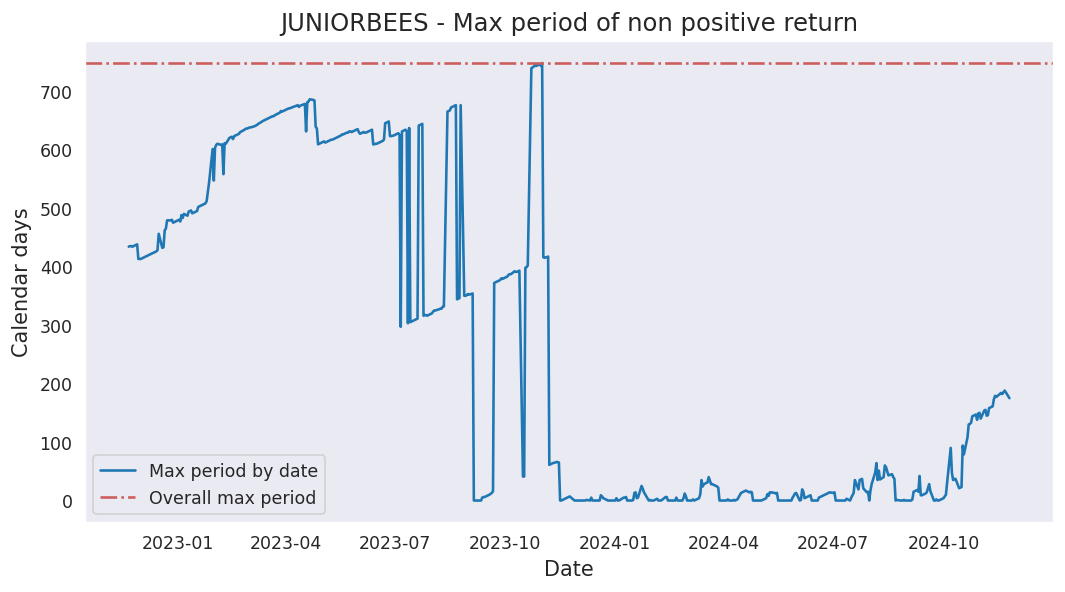 JUNIORBEES - Max period of non positive return
Calendar days
700
600
500
400
300
200
100
0
Max period by date
Overall max period
2023-01 2023-04 2023-07 2023-10 2024-01 2024-04 2024-07 2024-10
Date